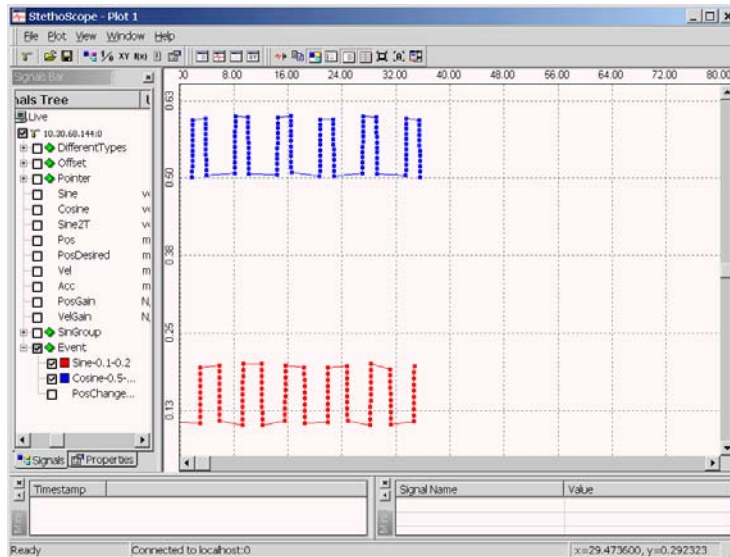 StethoScope - Plot 1
File Plot View Window Help
XY f(x)
Signals Bar
nals Tree
Live
10.30.60.144:0
DifferentTypes
Offset
Pointer
Sine
Cosine
Sine2T
Pos m
PosDesired m
Vel m
Acc m
PosGain N,
VelGain N,
SinGroup
Event
Sine-0.1-0.2
Cosine-0.5-...
PosChange...
Signals Properties
8.00 16.00 24.00 32.00 40.00 48.00 56.00 64.00 72.00 80.00
0.63
0.50
0.38
0.25
0.13
Timestamp
Signal Name Value
Ready Connected to localhost:0 x=29.473600, y=0.292323